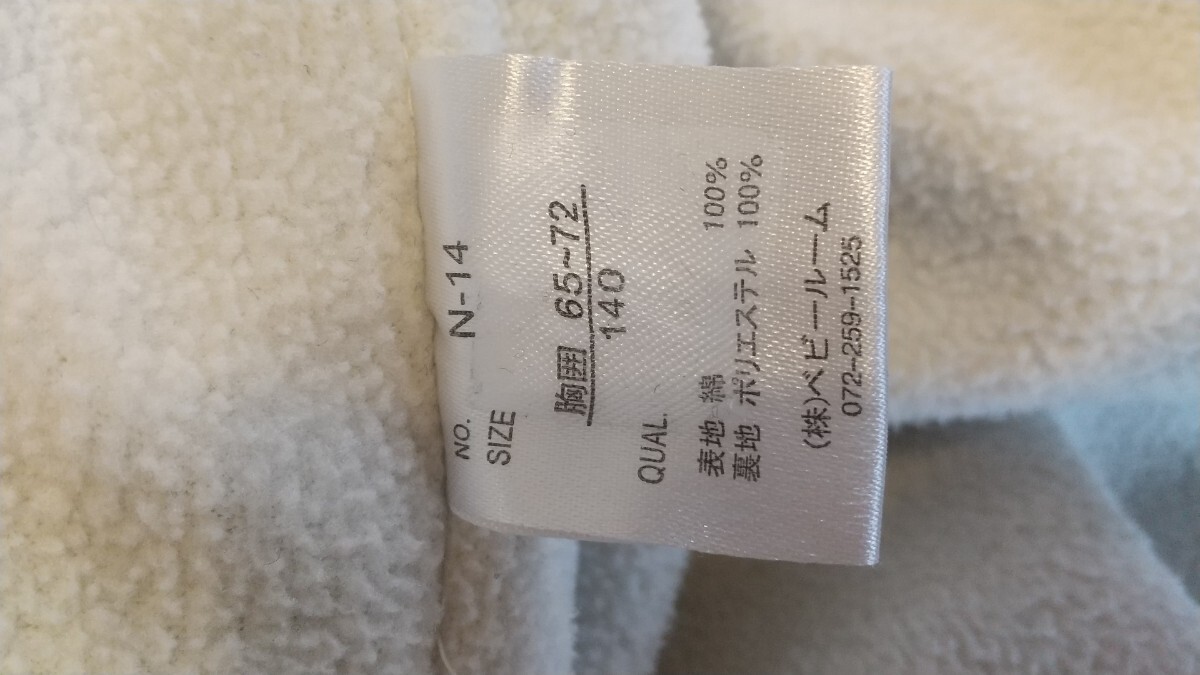 NO. N-14
SIZE
胸囲 65~72
140
QUAL.
表地 綿 100%
裏地 ポリエステル 100%
(株)ベビールーム
072-259-1525